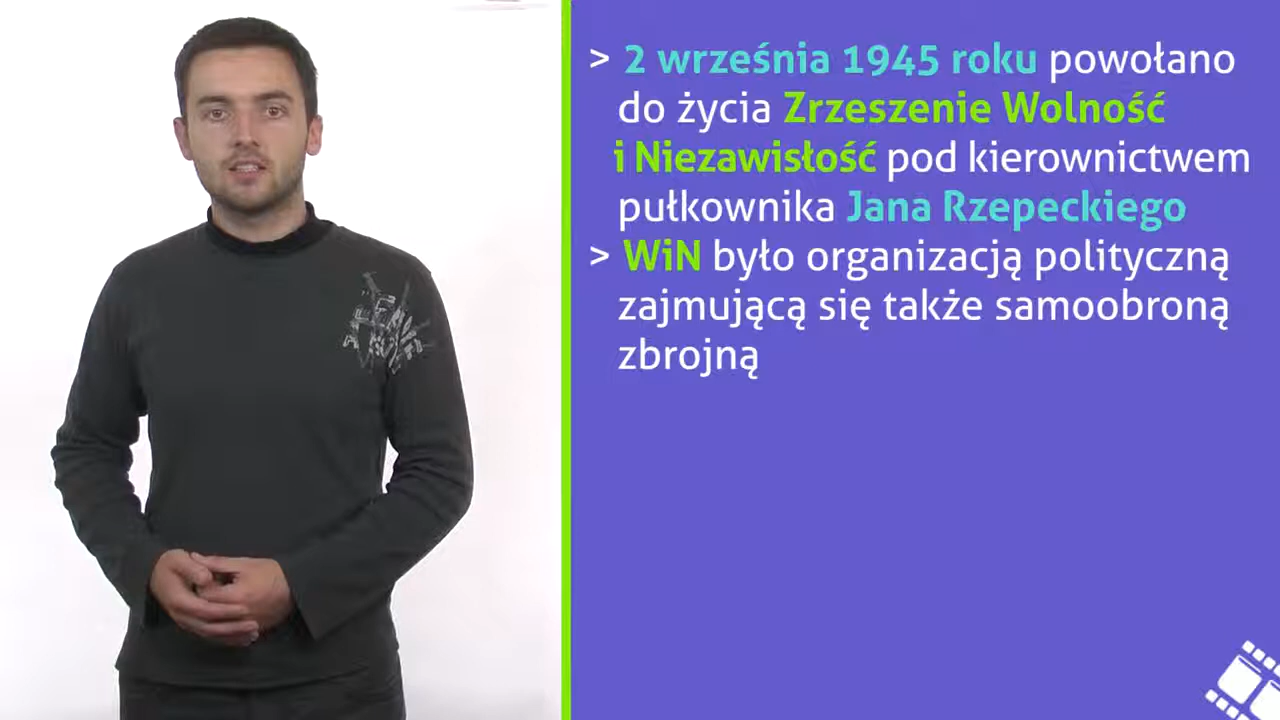 > 2 września 1945 roku powołano
do życia Zrzeszenie Wolność
i Niezawisłość pod kierownictwem
pułkownika Jana Rzepeckiego
> WiN było organizacją polityczną
zajmującą się także samoobroną
zbrojną